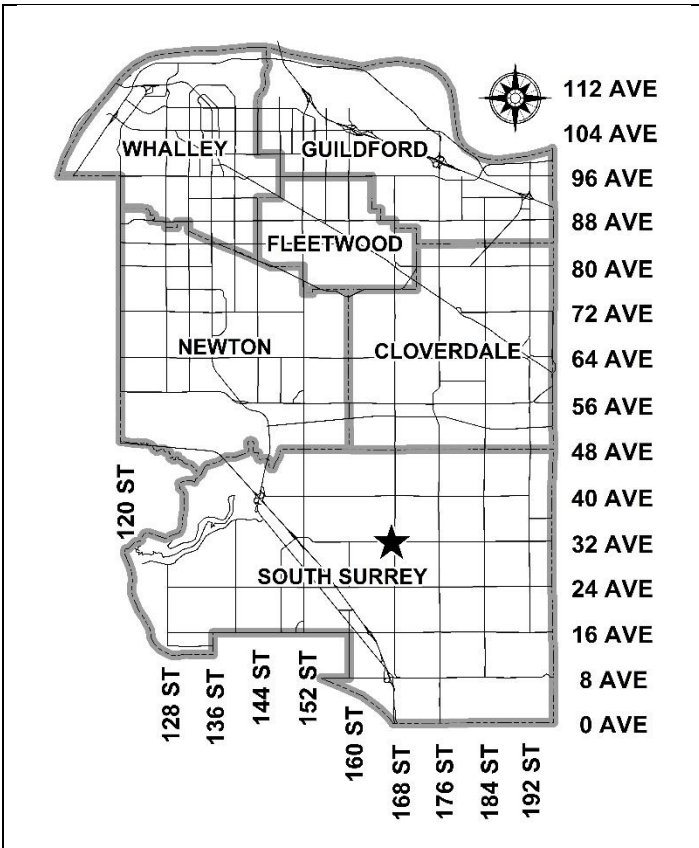 112 AVE
104 AVE
WHALLEY GUILDFORD
96 AVE
88 AVE
FLEETWOOD
80 AVE
72 AVE
NEWTON CLOVERDALE
64 AVE
56 AVE
48 AVE
120 ST
40 AVE
32 AVE
SOUTH SURREY
24 AVE
16 AVE
8 AVE
0 AVE
128 ST
136 ST
144 ST
152 ST
160 ST
168 ST
176 ST
184 ST
192 ST